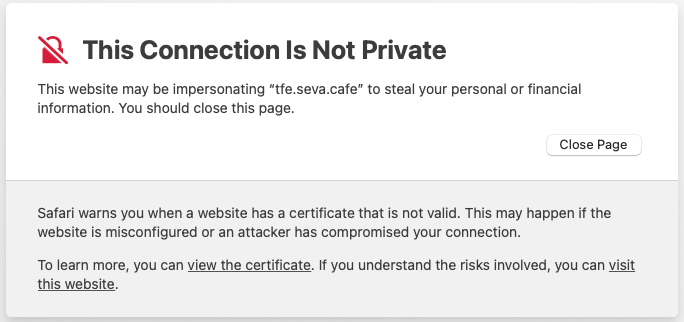 This Connection Is Not Private
This website may be impersonating “tfe.seva.cafe” to steal your personal or financial
information. You should close this page.
Close Page
Safari warns you when a website has a certificate that is not valid. This may happen if the
website is misconfigured or an attacker has compromised your connection.
To learn more, you can view the certificate. If you understand the risks involved, you can visit
this website.